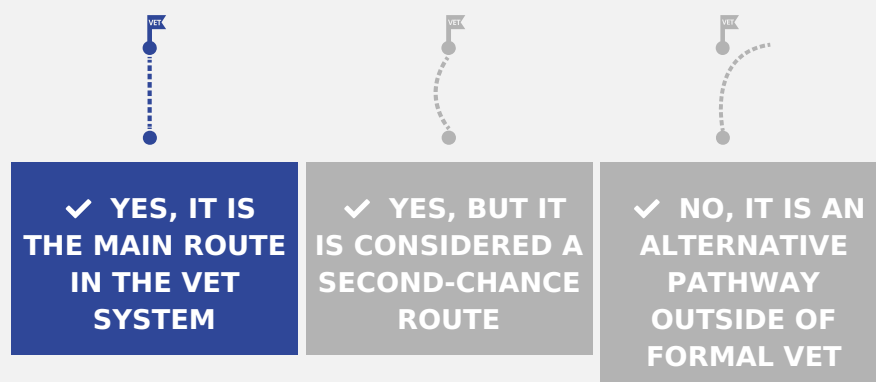 VET
VET
VET
✓ YES, IT IS
THE MAIN ROUTE
IN THE VET
SYSTEM
✓ YES, BUT IT
IS CONSIDERED A
SECOND-CHANCE
ROUTE
✓ NO, IT IS AN
ALTERNATIVE
PATHWAY
OUTSIDE OF
FORMAL VET